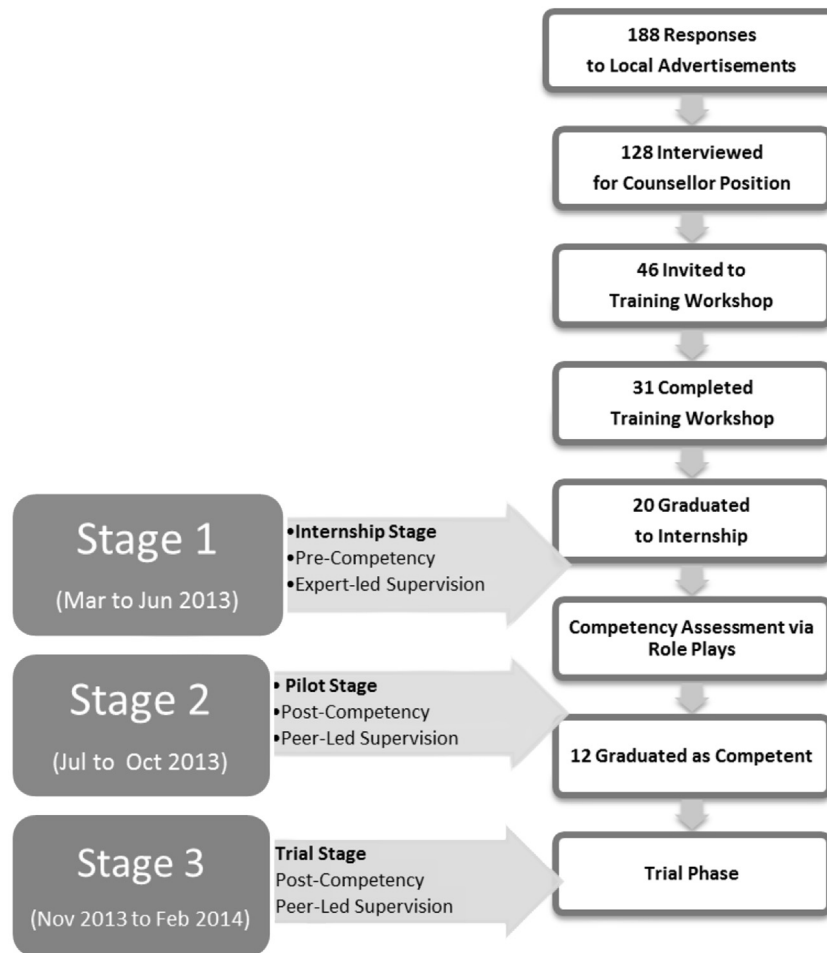 188 Responses
to Local Advertisements
128 Interviewed
for Counsellor Position
46 Invited to
Training Workshop
31 Completed
Training Workshop
20 Graduated
to Internship
Stage 1
(Mar to Jun 2013)
•Internship Stage
•Pre-Competency
•Expert-led Supervision
Competency Assessment via
Role Plays
Stage 2
(Jul to Oct 2013)
• Pilot Stage
•Post-Competency
•Peer-Led Supervision
12 Graduated as Competent
Stage 3
(Nov 2013 to Feb 2014)
Trial Stage
Post-Competency
Peer-Led Supervision
Trial Phase